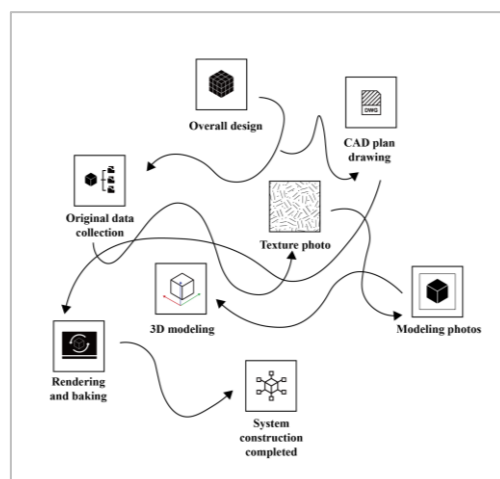 Overall design
DWG
CAD plan
drawing
Original data
collection
Texture photo
3D modeling
Modeling photos
Rendering
and baking
System
construction
completed